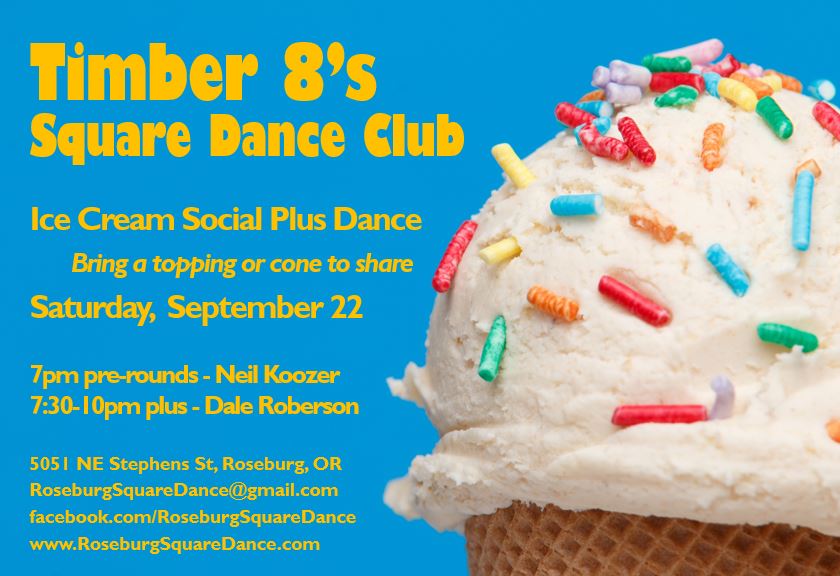 Timber 8's
Square Dance Club
Ice Cream Social Plus Dance
Bring a topping or cone to share
Saturday, September 22
7pm pre-rounds - Neil Koozer
7:30-10pm plus - Dale Roberson
5051 NE Stephens St, Roseburg, OR
RoseburgSquareDance@gmail.com
facebook.com/RoseburgSquareDance
www.RoseburgSquareDance.com